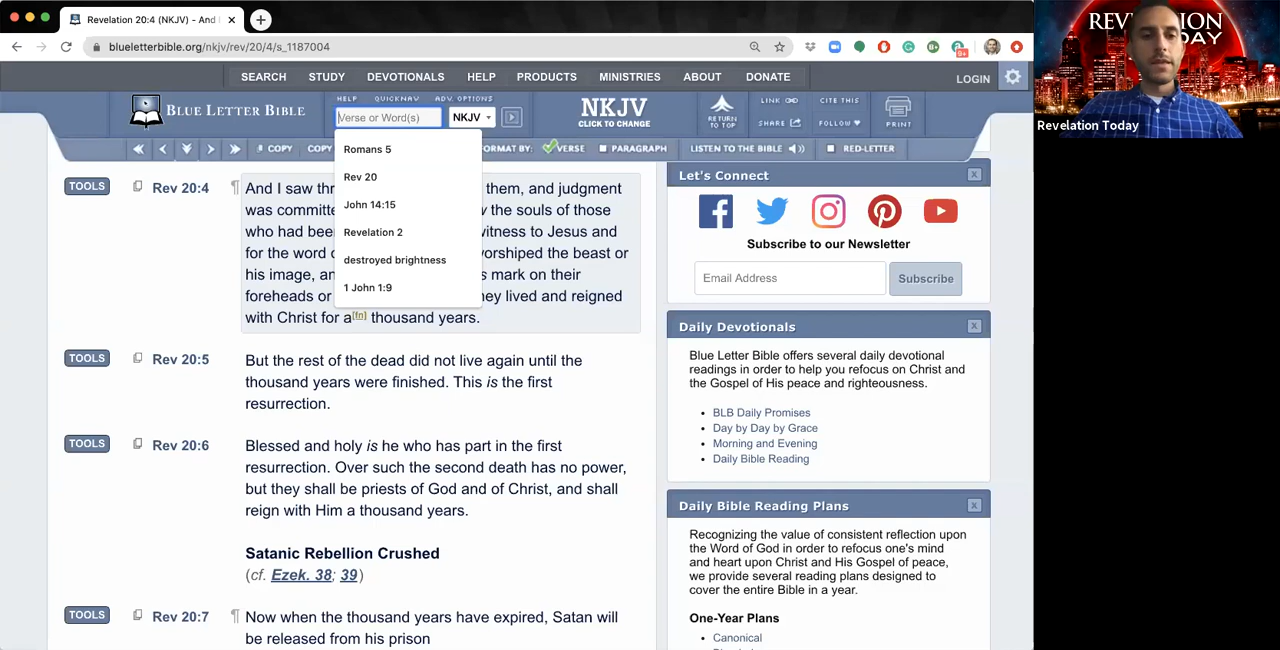 Revelation 20:4 (NKJV) - And I
blueletterbible.org/nkjv/rev/20/4/s_1187004
9+
SEARCH STUDY DEVOTIONALS HELP PRODUCTS MINISTRIES ABOUT DONATE LOGIN
BLUE LETTER BIBLE
HELP QUICKNAV ADV. OPTIONS
Verse or Word(s) NKJV
NKJV
CLICK TO CHANGE
RETURN
TO TOP
LINK CITE THIS
SHARE FOLLOW
PRINT
COPY COPY FORMAT BY: VERSE PARAGRAPH LISTEN TO THE BIBLE RED-LETTER
Romans 5
Rev 20
John 14:15
Revelation 2
destroyed brightness
1 John 1:9
TOOLS Rev 20:4 ¶ And I saw thr them, and judgment
was committe the souls of those
who had bee witness to Jesus and
for the word o worshiped the beast or
his image, an s mark on their
foreheads or hey lived and reigned
with Christ for a[fn] thousand years.
TOOLS Rev 20:5 But the rest of the dead did not live again until the
thousand years were finished. This is the first
resurrection.
TOOLS Rev 20:6 Blessed and holy is he who has part in the first
resurrection. Over such the second death has no power,
but they shall be priests of God and of Christ, and shall
reign with Him a thousand years.
Satanic Rebellion Crushed
(cf. Ezek. 38; 39)
TOOLS Rev 20:7 ¶ Now when the thousand years have expired, Satan will
be released from his prison
Let's Connect X
Subscribe to our Newsletter
Email Address Subscribe
Daily Devotionals X
Blue Letter Bible offers several daily devotional
readings in order to help you refocus on Christ and
the Gospel of His peace and righteousness.
BLB Daily Promises
Day by Day by Grace
Morning and Evening
Daily Bible Reading
Daily Bible Reading Plans X
Recognizing the value of consistent reflection upon
the Word of God in order to refocus one's mind
and heart upon Christ and His Gospel of peace,
we provide several reading plans designed to
cover the entire Bible in a year.
One-Year Plans
Canonical
Revelation Today